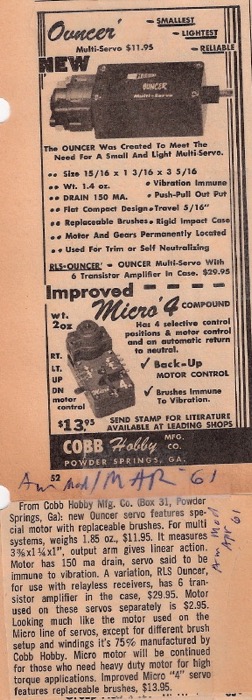 Ouncer'
Multi-Servo $11.95
- SMALLEST
- LIGHTEST
- RELIABLE
NEW
OUNCER
Multi-Servo
The OUNCER Was Created To Meet The
Need For A Small And Light Multi-Servo.
•• Size 15/16 x 1 3/16 x 3 5/16
•• Wt. 1.4 oz.
• Vibration Immune
•• DRAIN 150 MA.
• Push-Pull Out Put
•• Flat Compact Design • Travel 5/16"
•• Replaceable Brushes • Rigid Impact Case
•• Motor And Gears Permanently Located
•• Used For Trim or Self Neutralizing
RLS-OUNCER' - OUNCER Multi-Servo With
6 Transistor Amplifier In Case. $29.95
Improved
Micro' 4 COMPOUND
wt.
2oz
Has 4 selective control
positions & motor control
and an automatic return
to neutral.
RT.
LT.
UP
DN
motor
control
✓ Back-Up
MOTOR CONTROL
✓ Brushes Immune
To Vibration.
$13.95
SEND STAMP FOR LITERATURE
AVAILABLE AT LEADING SHOPS
COBB Hobby MFG. CO.
POWDER SPRINGS, GA.
52
Am Mod/MAR 61
From Cobb Hobby Mfg. Co. (Box 31, Powder
Springs, Ga): new Ouncer servo features spe-
cial motor with replaceable brushes. For multi
systems, weighs 1.85 oz., $11.95. It measures
3⅜x1¼x1", output arm gives linear action.
Motor has 150 ma drain, servo said to be
immune to vibration. A variation, RLS Ouncer,
for use with relayless receivers, has 6 tran-
sistor amplifier in the case, $29.95. Motor
used on these servos separately is $2.95.
Looking much like the motor used on the
Micro line of servos, except for different brush
setup and windings it's 75% manufactured by
Cobb Hobby. Micro motor will be continued
for those who need heavy duty motor for high
torque applications. Improved Micro "4" servo
features replaceable brushes, $13.95.
Am Mod
Apr 61